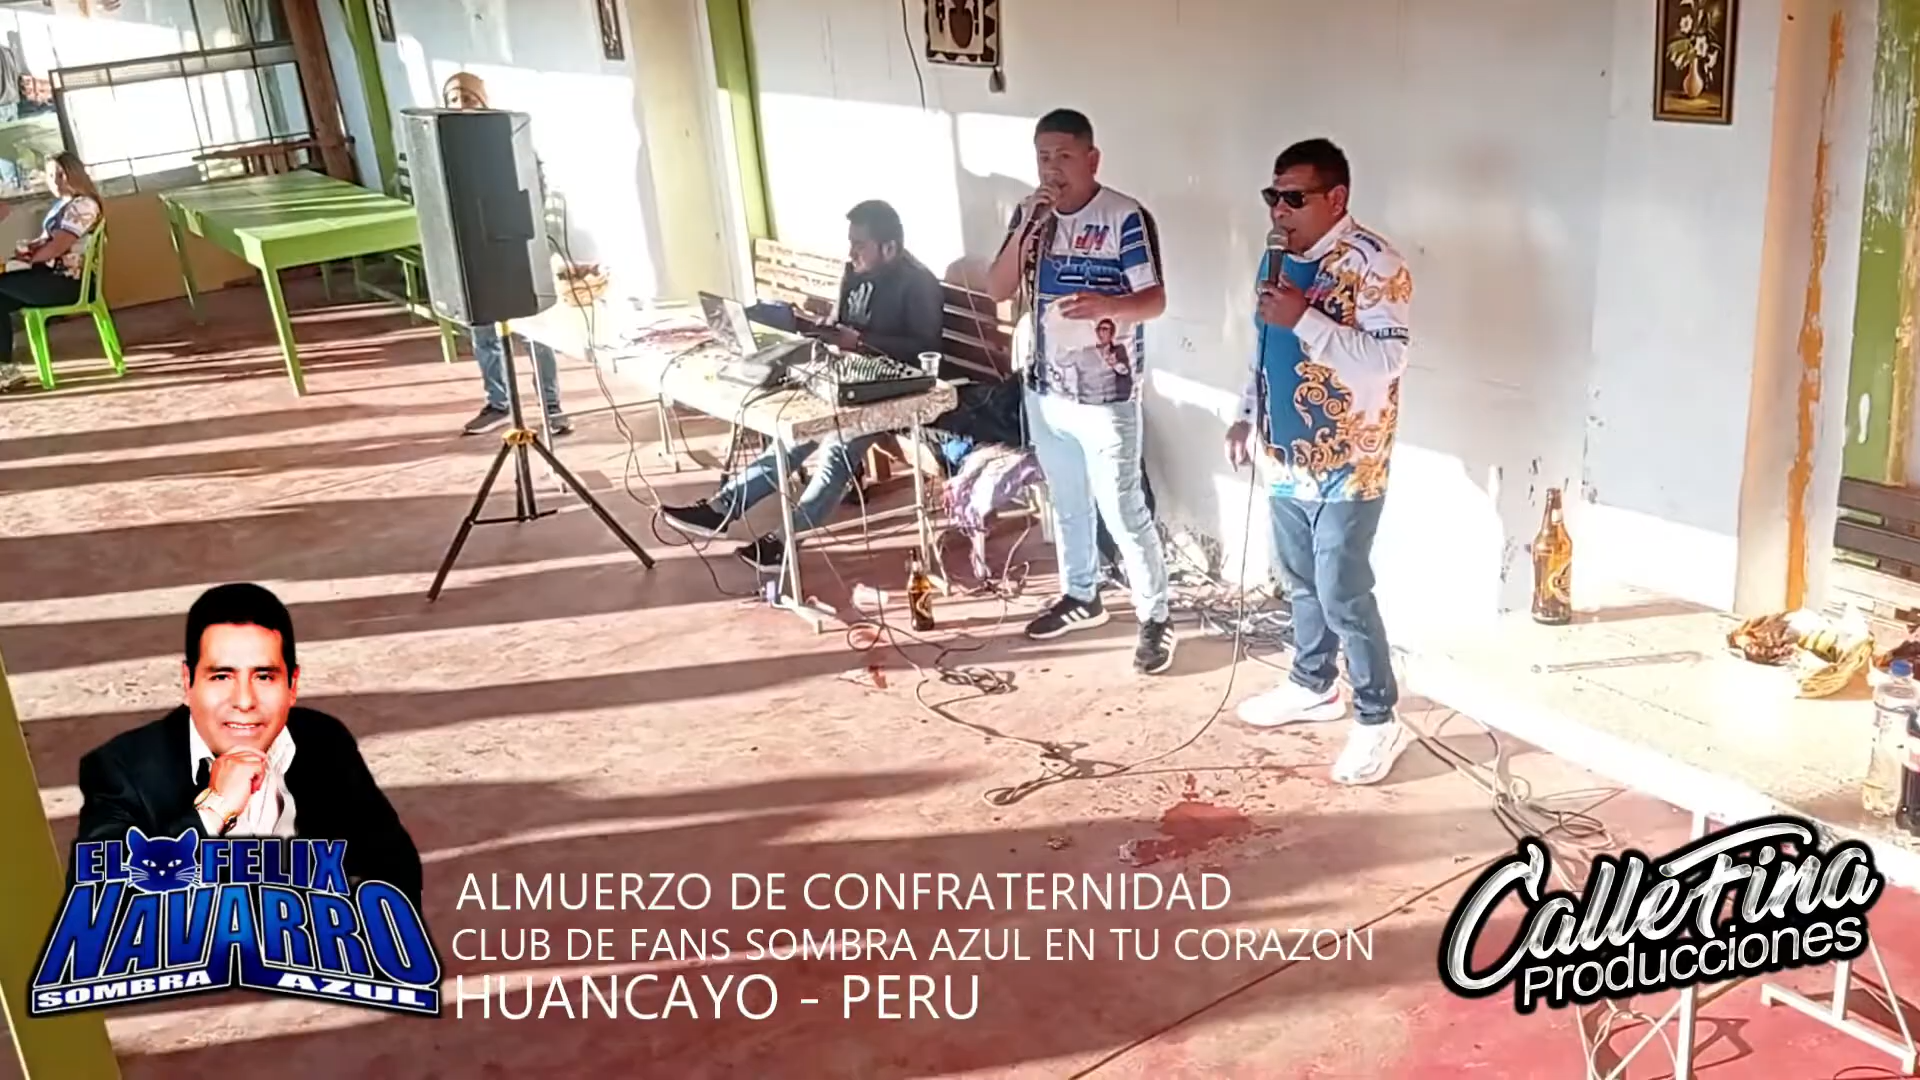 JM
EL FELIX
NAVARRO
SOMBRA AZUL
ALMUERZO DE CONFRATERNIDAD
CLUB DE FANS SOMBRA AZUL EN TU CORAZON
HUANCAYO - PERU
CalleFina
Producciones